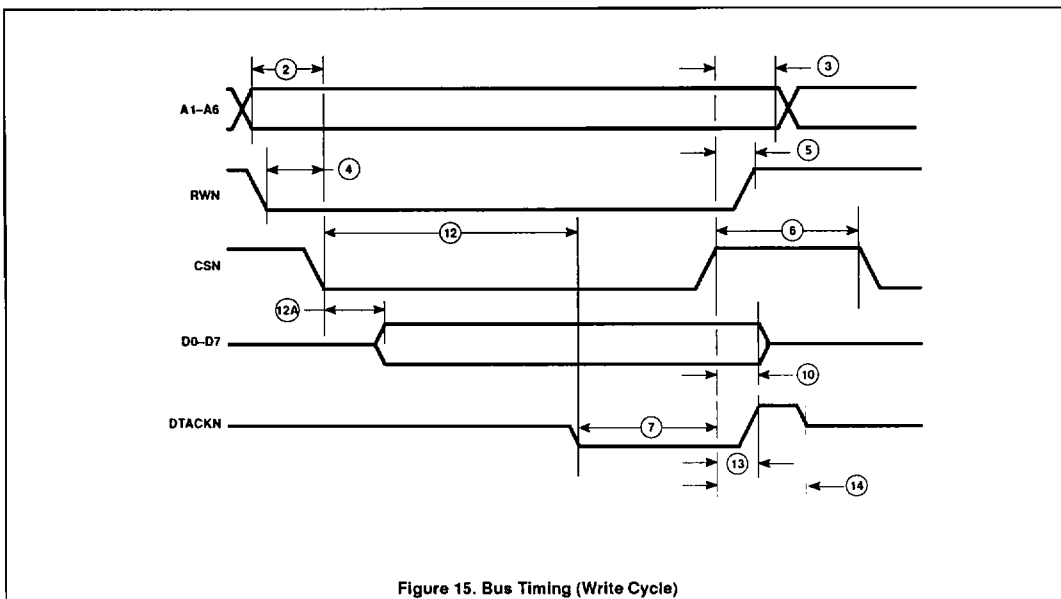 2
3
A1–A6
5
4
RWN
12
6
CSN
12A
D0–D7
10
DTACKN
7
13
14
Figure 15. Bus Timing (Write Cycle)